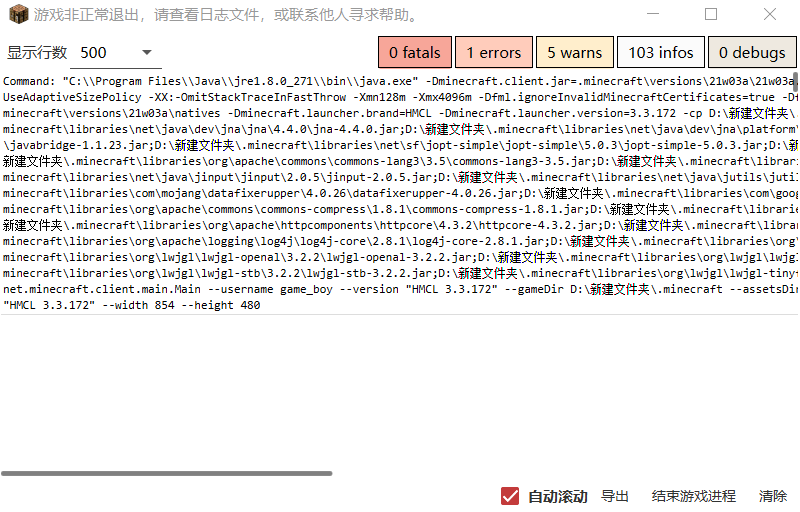 游戏非正常退出，请查看日志文件，或联系他人寻求帮助。
显示行数 500 0 fatals 1 errors 5 warns 103 infos 0 debugs
Command: "C:\\Program Files\\Java\\jre1.8.0_271\\bin\\java.exe" -Dminecraft.client.jar=.minecraft\versions\21w03a\21w03a
UseAdaptiveSizePolicy -XX:-OmitStackTraceInFastThrow -Xmn128m -Xmx4096m -Dfml.ignoreInvalidMinecraftCertificates=true -Df
minecraft\versions\21w03a\natives -Dminecraft.launcher.brand=HMCL -Dminecraft.launcher.version=3.3.172 -cp D:\新建文件夹\.
minecraft\libraries\net\java\dev\jna\jna\4.4.0\jna-4.4.0.jar;D:\新建文件夹\.minecraft\libraries\net\java\dev\jna\platform\
\javabridge-1.1.23.jar;D:\新建文件夹\.minecraft\libraries\net\sf\jopt-simple\jopt-simple\5.0.3\jopt-simple-5.0.3.jar;D:\
新建文件夹\.minecraft\libraries\org\apache\commons\commons-lang3\3.5\commons-lang3-3.5.jar;D:\新建文件夹\.minecraft\librari
minecraft\libraries\net\java\jinput\jinput\2.0.5\jinput-2.0.5.jar;D:\新建文件夹\.minecraft\libraries\net\java\jutils\jutil
minecraft\libraries\com\mojang\datafixerupper\4.0.26\datafixerupper-4.0.26.jar;D:\新建文件夹\.minecraft\libraries\com\goog
minecraft\libraries\org\apache\commons\commons-compress\1.8.1\commons-compress-1.8.1.jar;D:\新建文件夹\.minecraft\librarie
新建文件夹\.minecraft\libraries\org\apache\httpcomponents\httpcore\4.3.2\httpcore-4.3.2.jar;D:\新建文件夹\.minecraft\librari
minecraft\libraries\org\apache\logging\log4j\log4j-core\2.8.1\log4j-core-2.8.1.jar;D:\新建文件夹\.minecraft\libraries\org\
minecraft\libraries\org\lwjgl\lwjgl-openal\3.2.2\lwjgl-openal-3.2.2.jar;D:\新建文件夹\.minecraft\libraries\org\lwjgl\lwjgl
minecraft\libraries\org\lwjgl\lwjgl-stb\3.2.2\lwjgl-stb-3.2.2.jar;D:\新建文件夹\.minecraft\libraries\org\lwjgl\lwjgl-tinyf
net.minecraft.client.main.Main --username game_boy --version "HMCL 3.3.172" --gameDir D:\新建文件夹\.minecraft --assetsDir
"HMCL 3.3.172" --width 854 --height 480
自动滚动 导出 结束游戏进程 清除